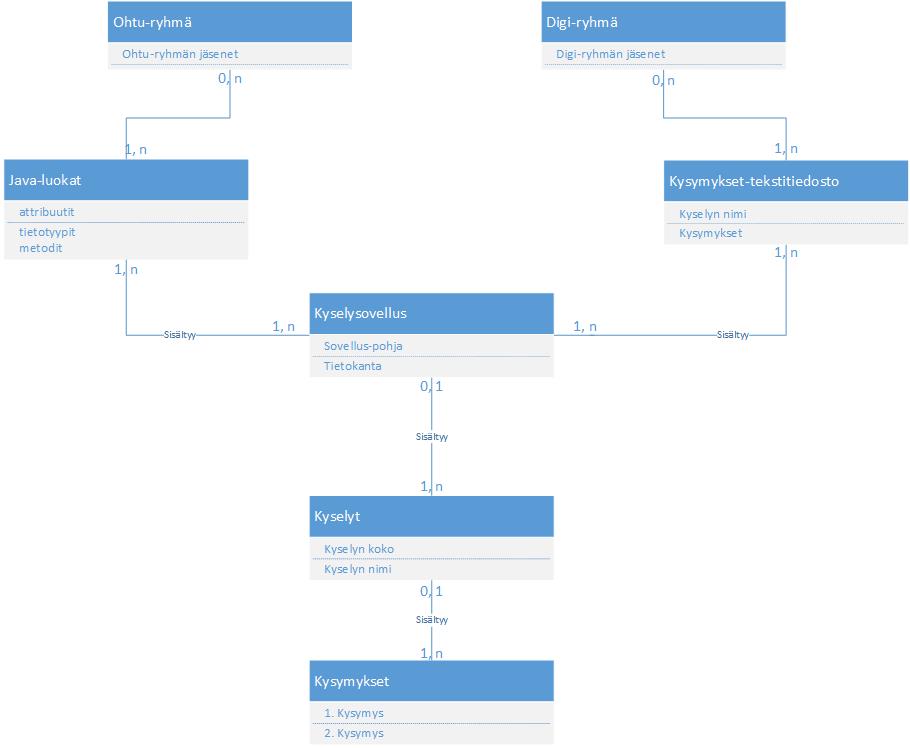 Ohtu-ryhmä
Ohtu-ryhmän jäsenet
0, n
Digi-ryhmä
Digi-ryhmän jäsenet
0, n
1, n
Java-luokat
attribuutit
tietotyypit
metodit
1, n
1, n
Kysymykset-tekstitiedosto
Kyselyn nimi
Kysymykset
1, n
Sisältyy
1, n
Kyselysovellus
Sovellus-pohja
Tietokanta
1, n
Sisältyy
0, 1
Sisältyy
1, n
Kyselyt
Kyselyn koko
Kyselyn nimi
0, 1
Sisältyy
1, n
Kysymykset
1. Kysymys
2. Kysymys